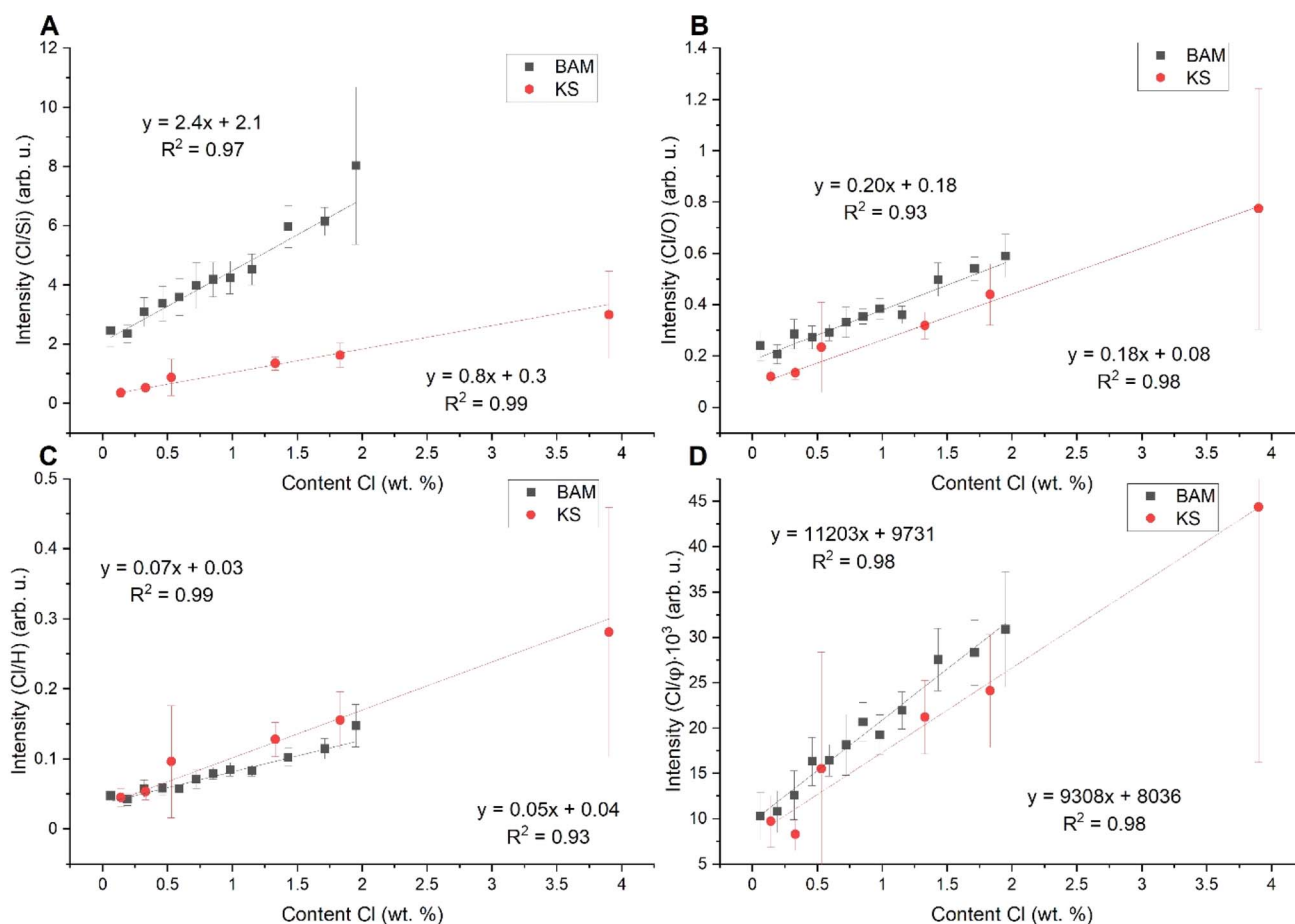 A
12
10
8
6
4
2
0
Intensity (Cl/Si) (arb. u.)
BAM
KS
y = 2.4x + 2.1
R² = 0.97
y = 0.8x + 0.3
R² = 0.99
0 0.5 1 1.5 2 2.5 3 3.5 4
Content Cl (wt. %)
B
1.4
1.2
1
0.8
0.6
0.4
0.2
0
Intensity (Cl/O) (arb. u.)
BAM
KS
y = 0.20x + 0.18
R² = 0.93
y = 0.18x + 0.08
R² = 0.98
0 0.5 1 1.5 2 2.5 3 3.5 4
Content Cl (wt. %)
C
0.5
0.4
0.3
0.2
0.1
0
Intensity (Cl/H) (arb. u.)
BAM
KS
y = 0.07x + 0.03
R² = 0.99
y = 0.05x + 0.04
R² = 0.93
0 0.5 1 1.5 2 2.5 3 3.5 4
Content Cl (wt. %)
D
45
40
35
30
25
20
15
10
5
Intensity (Cl/φ)·10³ (arb. u.)
BAM
KS
y = 11203x + 9731
R² = 0.98
y = 9308x + 8036
R² = 0.98
0 0.5 1 1.5 2 2.5 3 3.5 4
Content Cl (wt. %)